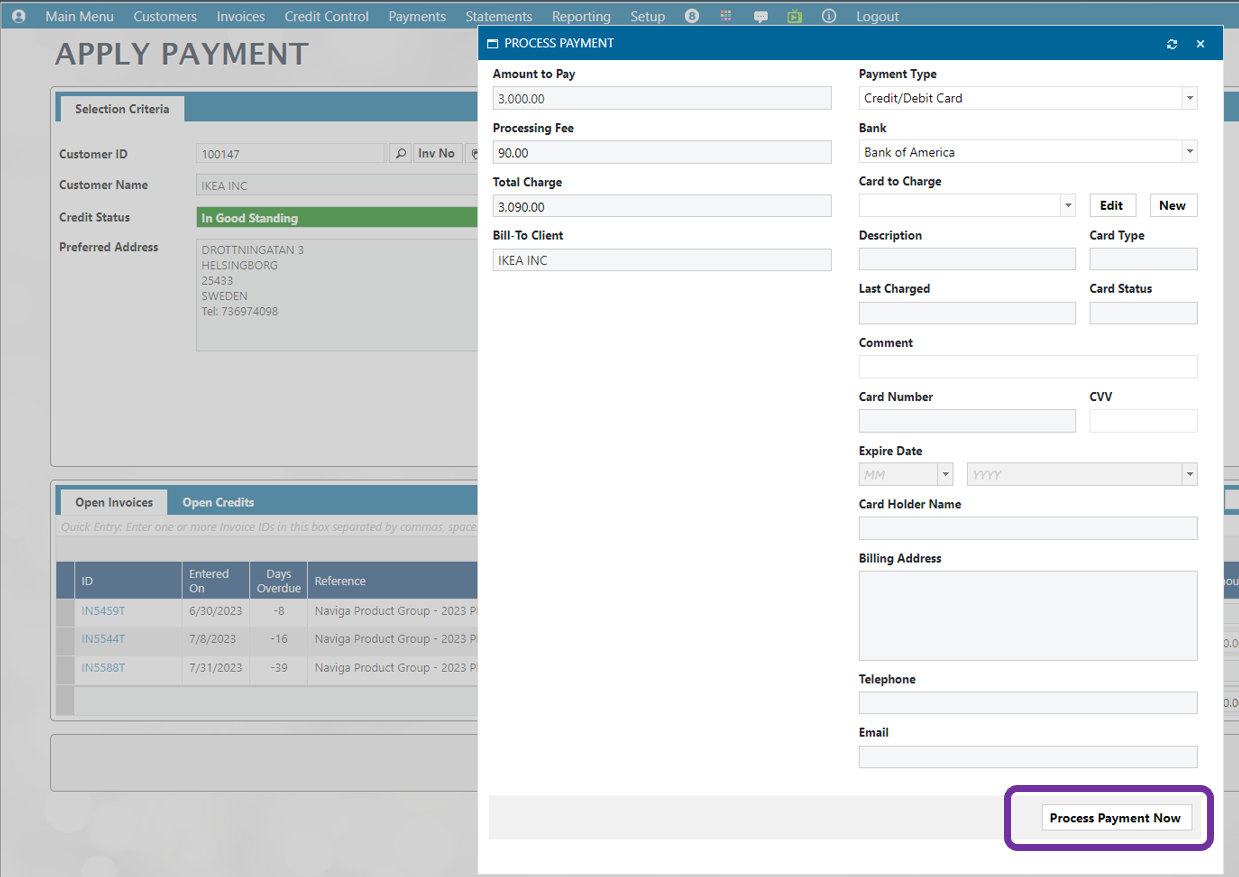 Main Menu Customers Invoices Credit Control Payments Statements Reporting Setup 8 Logout
APPLY PAYMENT
Selection Criteria
Customer ID 100147 Inv No
Customer Name IKEA INC
Credit Status In Good Standing
Preferred Address DROTTNINGATAN 3
HELSINGBORG
25433
SWEDEN
Tel: 736974098
Open Invoices Open Credits
Quick Entry: Enter one or more Invoice IDs in this box separated by commas, space
ID Entered On Days Overdue Reference
IN5459T 6/30/2023 -8 Naviga Product Group - 2023
IN5544T 7/8/2023 -16 Naviga Product Group - 2023
IN5588T 7/31/2023 -39 Naviga Product Group - 2023
PROCESS PAYMENT
Amount to Pay
3,000.00
Processing Fee
90.00
Total Charge
3,090.00
Bill-To Client
IKEA INC
Payment Type
Credit/Debit Card
Bank
Bank of America
Card to Charge
Edit New
Description Card Type
Last Charged Card Status
Comment
Card Number CVV
Expire Date
MM YYYY
Card Holder Name
Billing Address
Telephone
Email
Process Payment Now